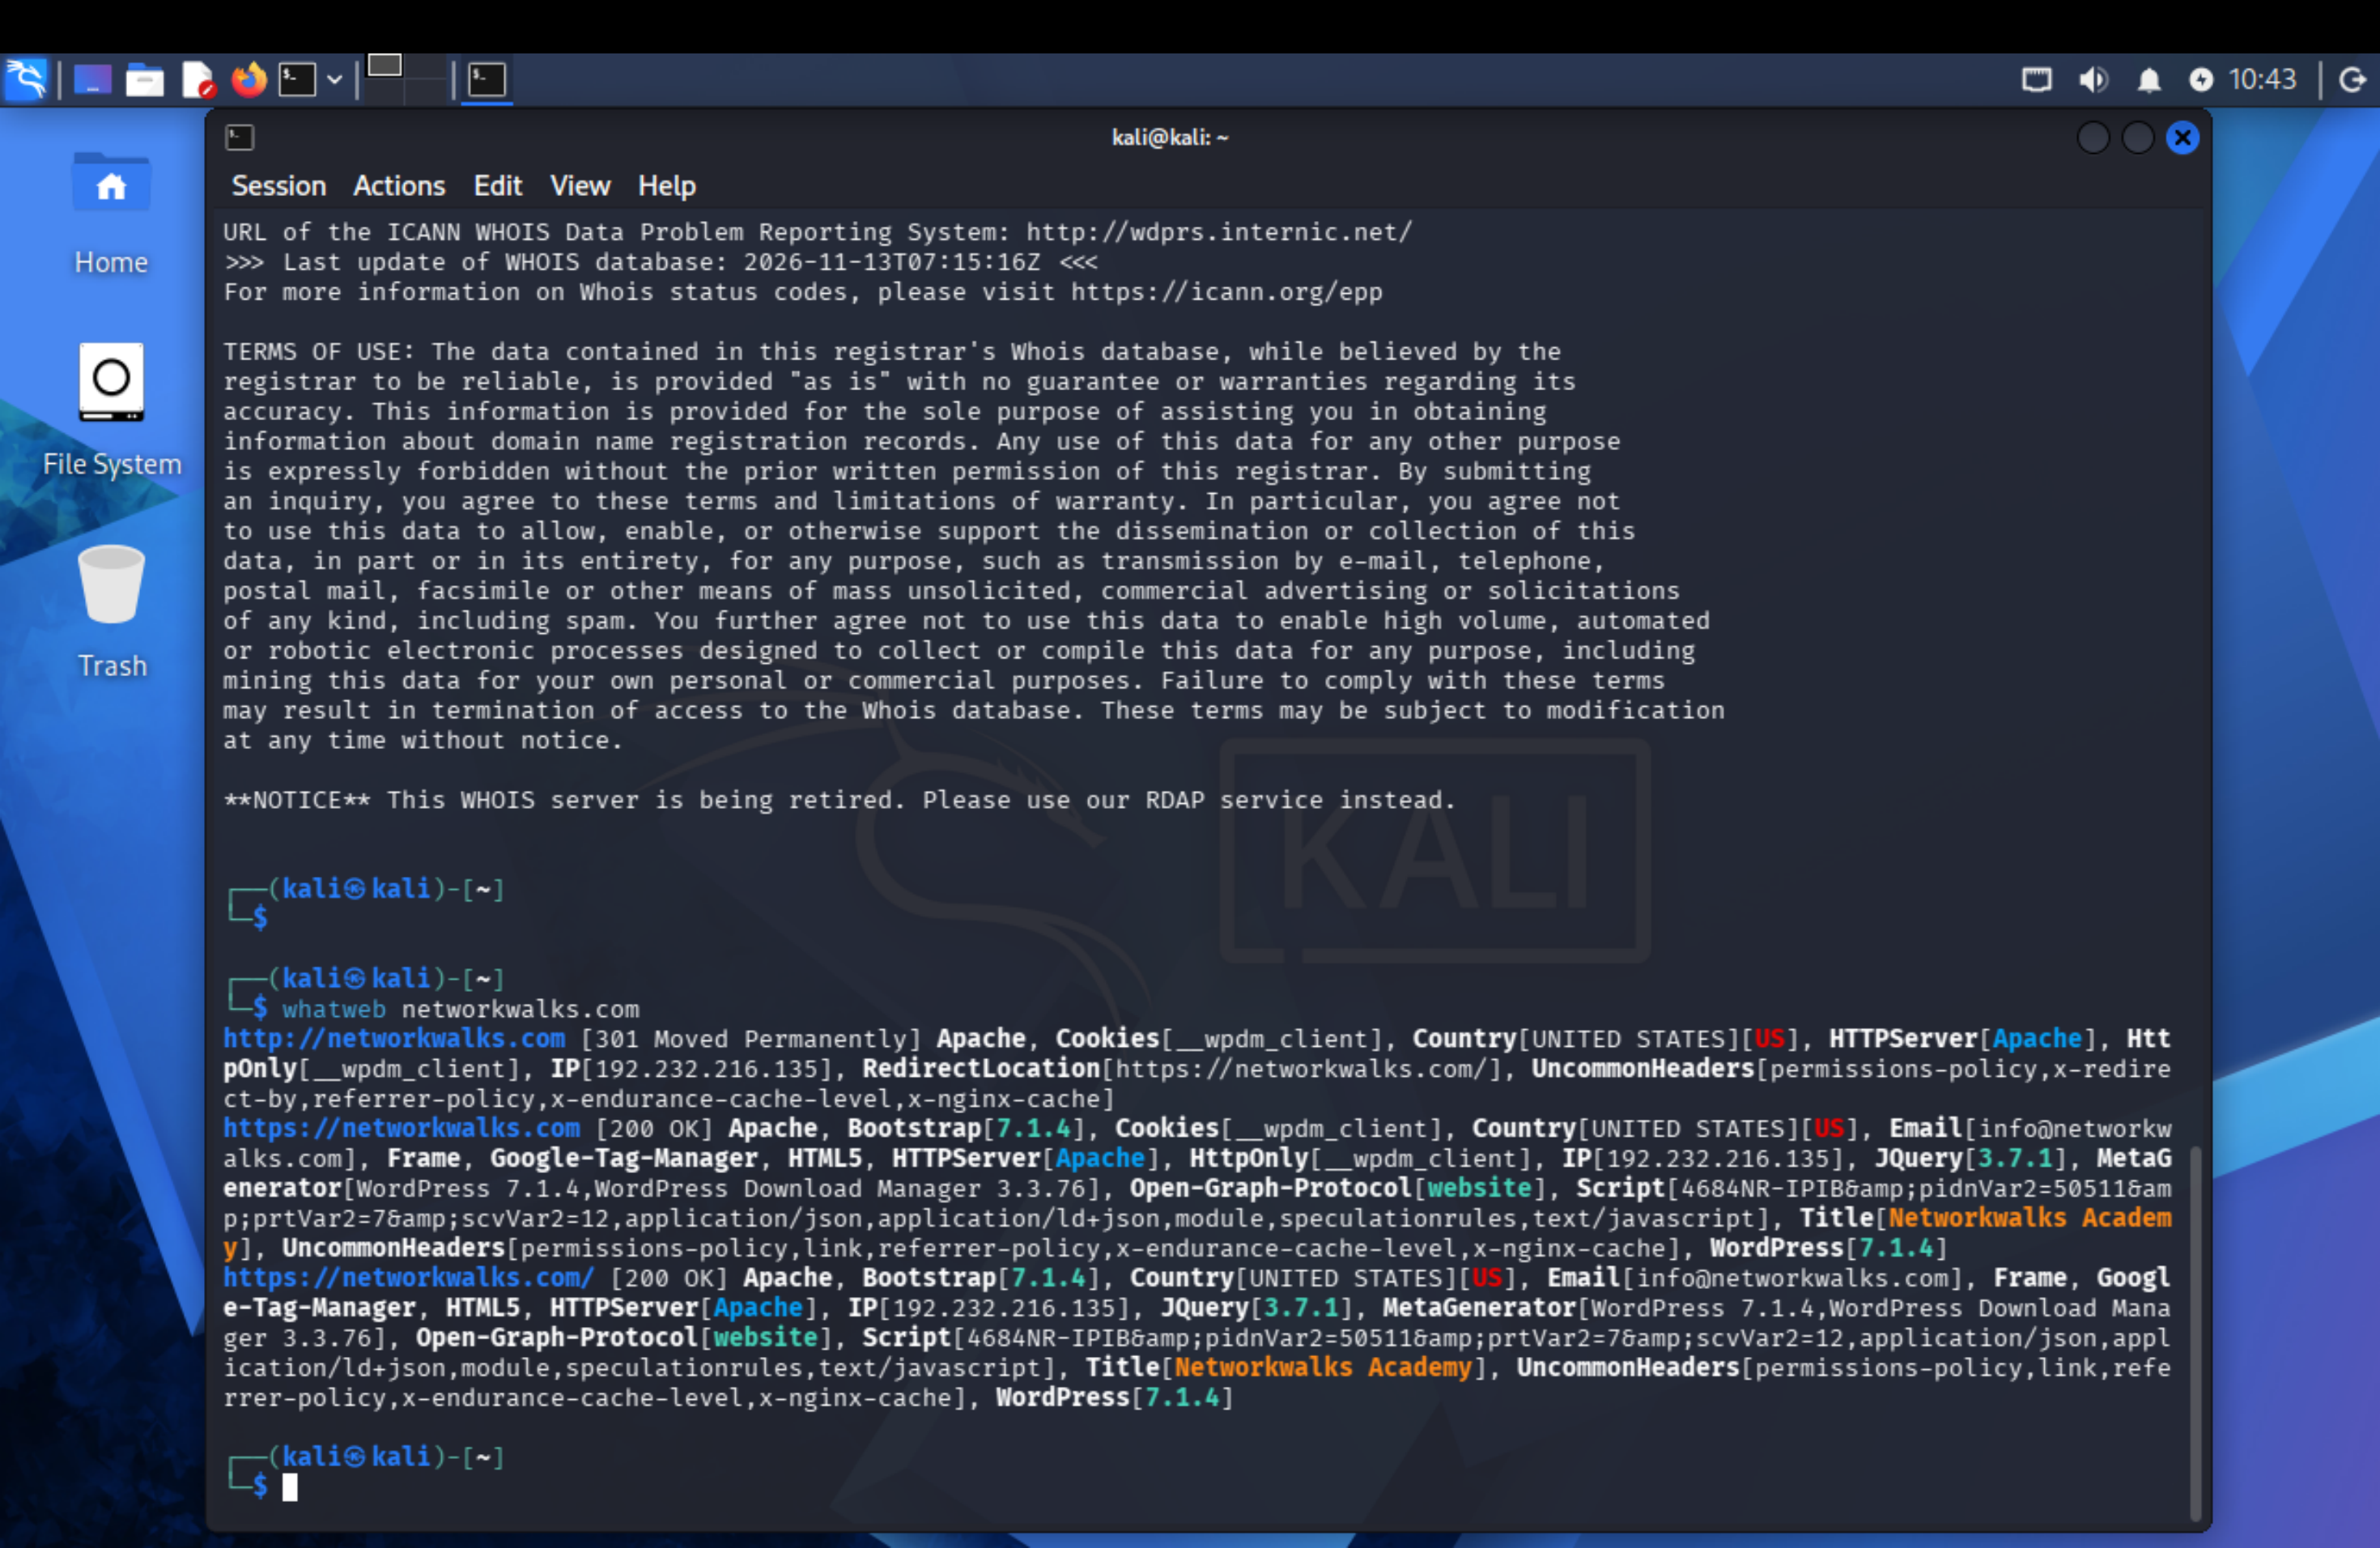 10:43
kali@kali: ~
Session Actions Edit View Help
Home
File System
Trash
URL of the ICANN WHOIS Data Problem Reporting System: http://wdprs.internic.net/
>>> Last update of WHOIS database: 2026-11-13T07:15:16Z <<<
For more information on Whois status codes, please visit https://icann.org/epp
TERMS OF USE: The data contained in this registrar's Whois database, while believed by the
registrar to be reliable, is provided "as is" with no guarantee or warranties regarding its
accuracy. This information is provided for the sole purpose of assisting you in obtaining
information about domain name registration records. Any use of this data for any other purpose
is expressly forbidden without the prior written permission of this registrar. By submitting
an inquiry, you agree to these terms and limitations of warranty. In particular, you agree not
to use this data to allow, enable, or otherwise support the dissemination or collection of this
data, in part or in its entirety, for any purpose, such as transmission by e-mail, telephone,
postal mail, facsimile or other means of mass unsolicited, commercial advertising or solicitations
of any kind, including spam. You further agree not to use this data to enable high volume, automated
or robotic electronic processes designed to collect or compile this data for any purpose, including
mining this data for your own personal or commercial purposes. Failure to comply with these terms
may result in termination of access to the Whois database. These terms may be subject to modification
at any time without notice.
**NOTICE** This WHOIS server is being retired. Please use our RDAP service instead.
KALI
┌──(kali㉿kali)-[~]
└─$
┌──(kali㉿kali)-[~]
└─$ whatweb networkwalks.com
http://networkwalks.com [301 Moved Permanently] Apache, Cookies[__wpdm_client], Country[UNITED STATES][US], HTTPServer[Apache], Htt
pOnly[__wpdm_client], IP[192.232.216.135], RedirectLocation[https://networkwalks.com/], UncommonHeaders[permissions-policy,x-redire
ct-by,referrer-policy,x-endurance-cache-level,x-nginx-cache]
https://networkwalks.com [200 OK] Apache, Bootstrap[7.1.4], Cookies[__wpdm_client], Country[UNITED STATES][US], Email[info@networkw
alks.com], Frame, Google-Tag-Manager, HTML5, HTTPServer[Apache], HttpOnly[__wpdm_client], IP[192.232.216.135], JQuery[3.7.1], MetaG
enerator[WordPress 7.1.4,WordPress Download Manager 3.3.76], Open-Graph-Protocol[website], Script[4684NR-IPIB&amp;pidnVar2=50511&am
p;prtVar2=7&amp;scvVar2=12,application/json,application/ld+json,module,speculationrules,text/javascript], Title[Networkwalks Academ
y], UncommonHeaders[permissions-policy,link,referrer-policy,x-endurance-cache-level,x-nginx-cache], WordPress[7.1.4]
https://networkwalks.com/ [200 OK] Apache, Bootstrap[7.1.4], Country[UNITED STATES][US], Email[info@networkwalks.com], Frame, Googl
e-Tag-Manager, HTML5, HTTPServer[Apache], IP[192.232.216.135], JQuery[3.7.1], MetaGenerator[WordPress 7.1.4,WordPress Download Mana
ger 3.3.76], Open-Graph-Protocol[website], Script[4684NR-IPIB&amp;pidnVar2=50511&amp;prtVar2=7&amp;scvVar2=12,application/json,appl
ication/ld+json,module,speculationrules,text/javascript], Title[Networkwalks Academy], UncommonHeaders[permissions-policy,link,refe
rrer-policy,x-endurance-cache-level,x-nginx-cache], WordPress[7.1.4]
┌──(kali㉿kali)-[~]
└─$